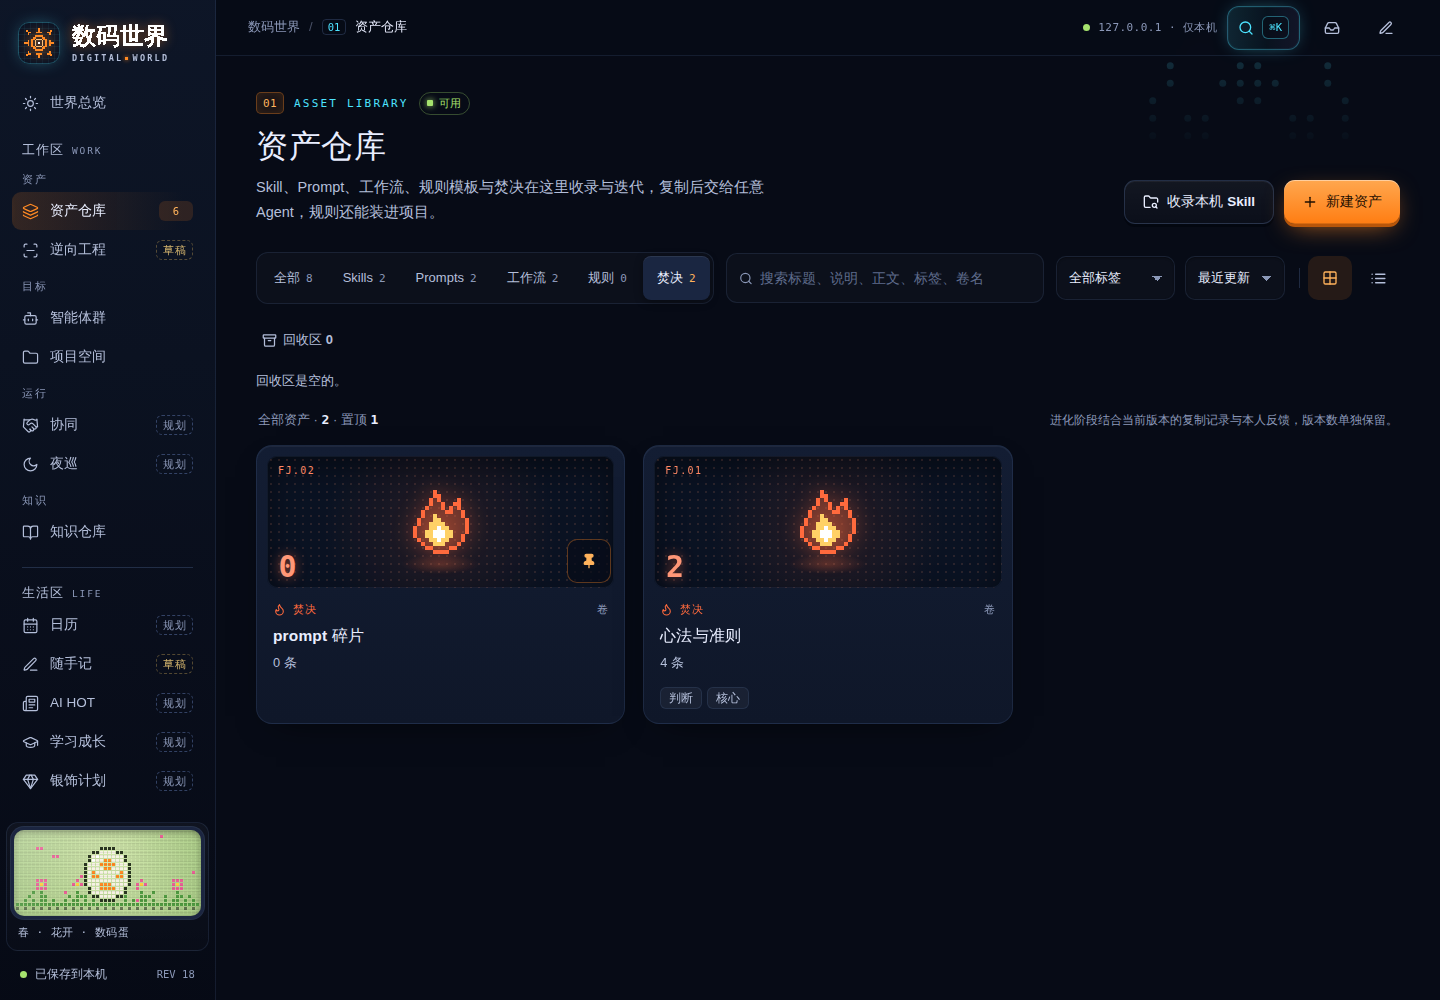 数码世界
DIGITAL WORLD
世界总览
工作区 WORK
资产
资产仓库 6
逆向工程 草稿
目标
智能体群
项目空间
运行
协同 规划
夜巡 规划
知识
知识仓库
生活区 LIFE
日历 规划
随手记 草稿
AI HOT 规划
学习成长 规划
银饰计划 规划
春 · 花开 · 数码蛋
已保存到本机 REV 18
数码世界 / 01 资产仓库
127.0.0.1 · 仅本机 ⌘K
01 ASSET LIBRARY 可用
资产仓库
Skill、Prompt、工作流、规则模板与焚决在这里收录与迭代，复制后交给任意
Agent，规则还能装进项目。
收录本机 Skill
新建资产
全部 8 Skills 2 Prompts 2 工作流 2 规则 0 焚决 2
搜索标题、说明、正文、标签、卷名
全部标签
最近更新
回收区 0
回收区是空的。
全部资产 · 2 · 置顶 1
进化阶段结合当前版本的复制记录与本人反馈，版本数单独保留。
FJ.02
0
焚决 卷
prompt 碎片
0 条
FJ.01
2
焚决 卷
心法与准则
4 条
判断 核心